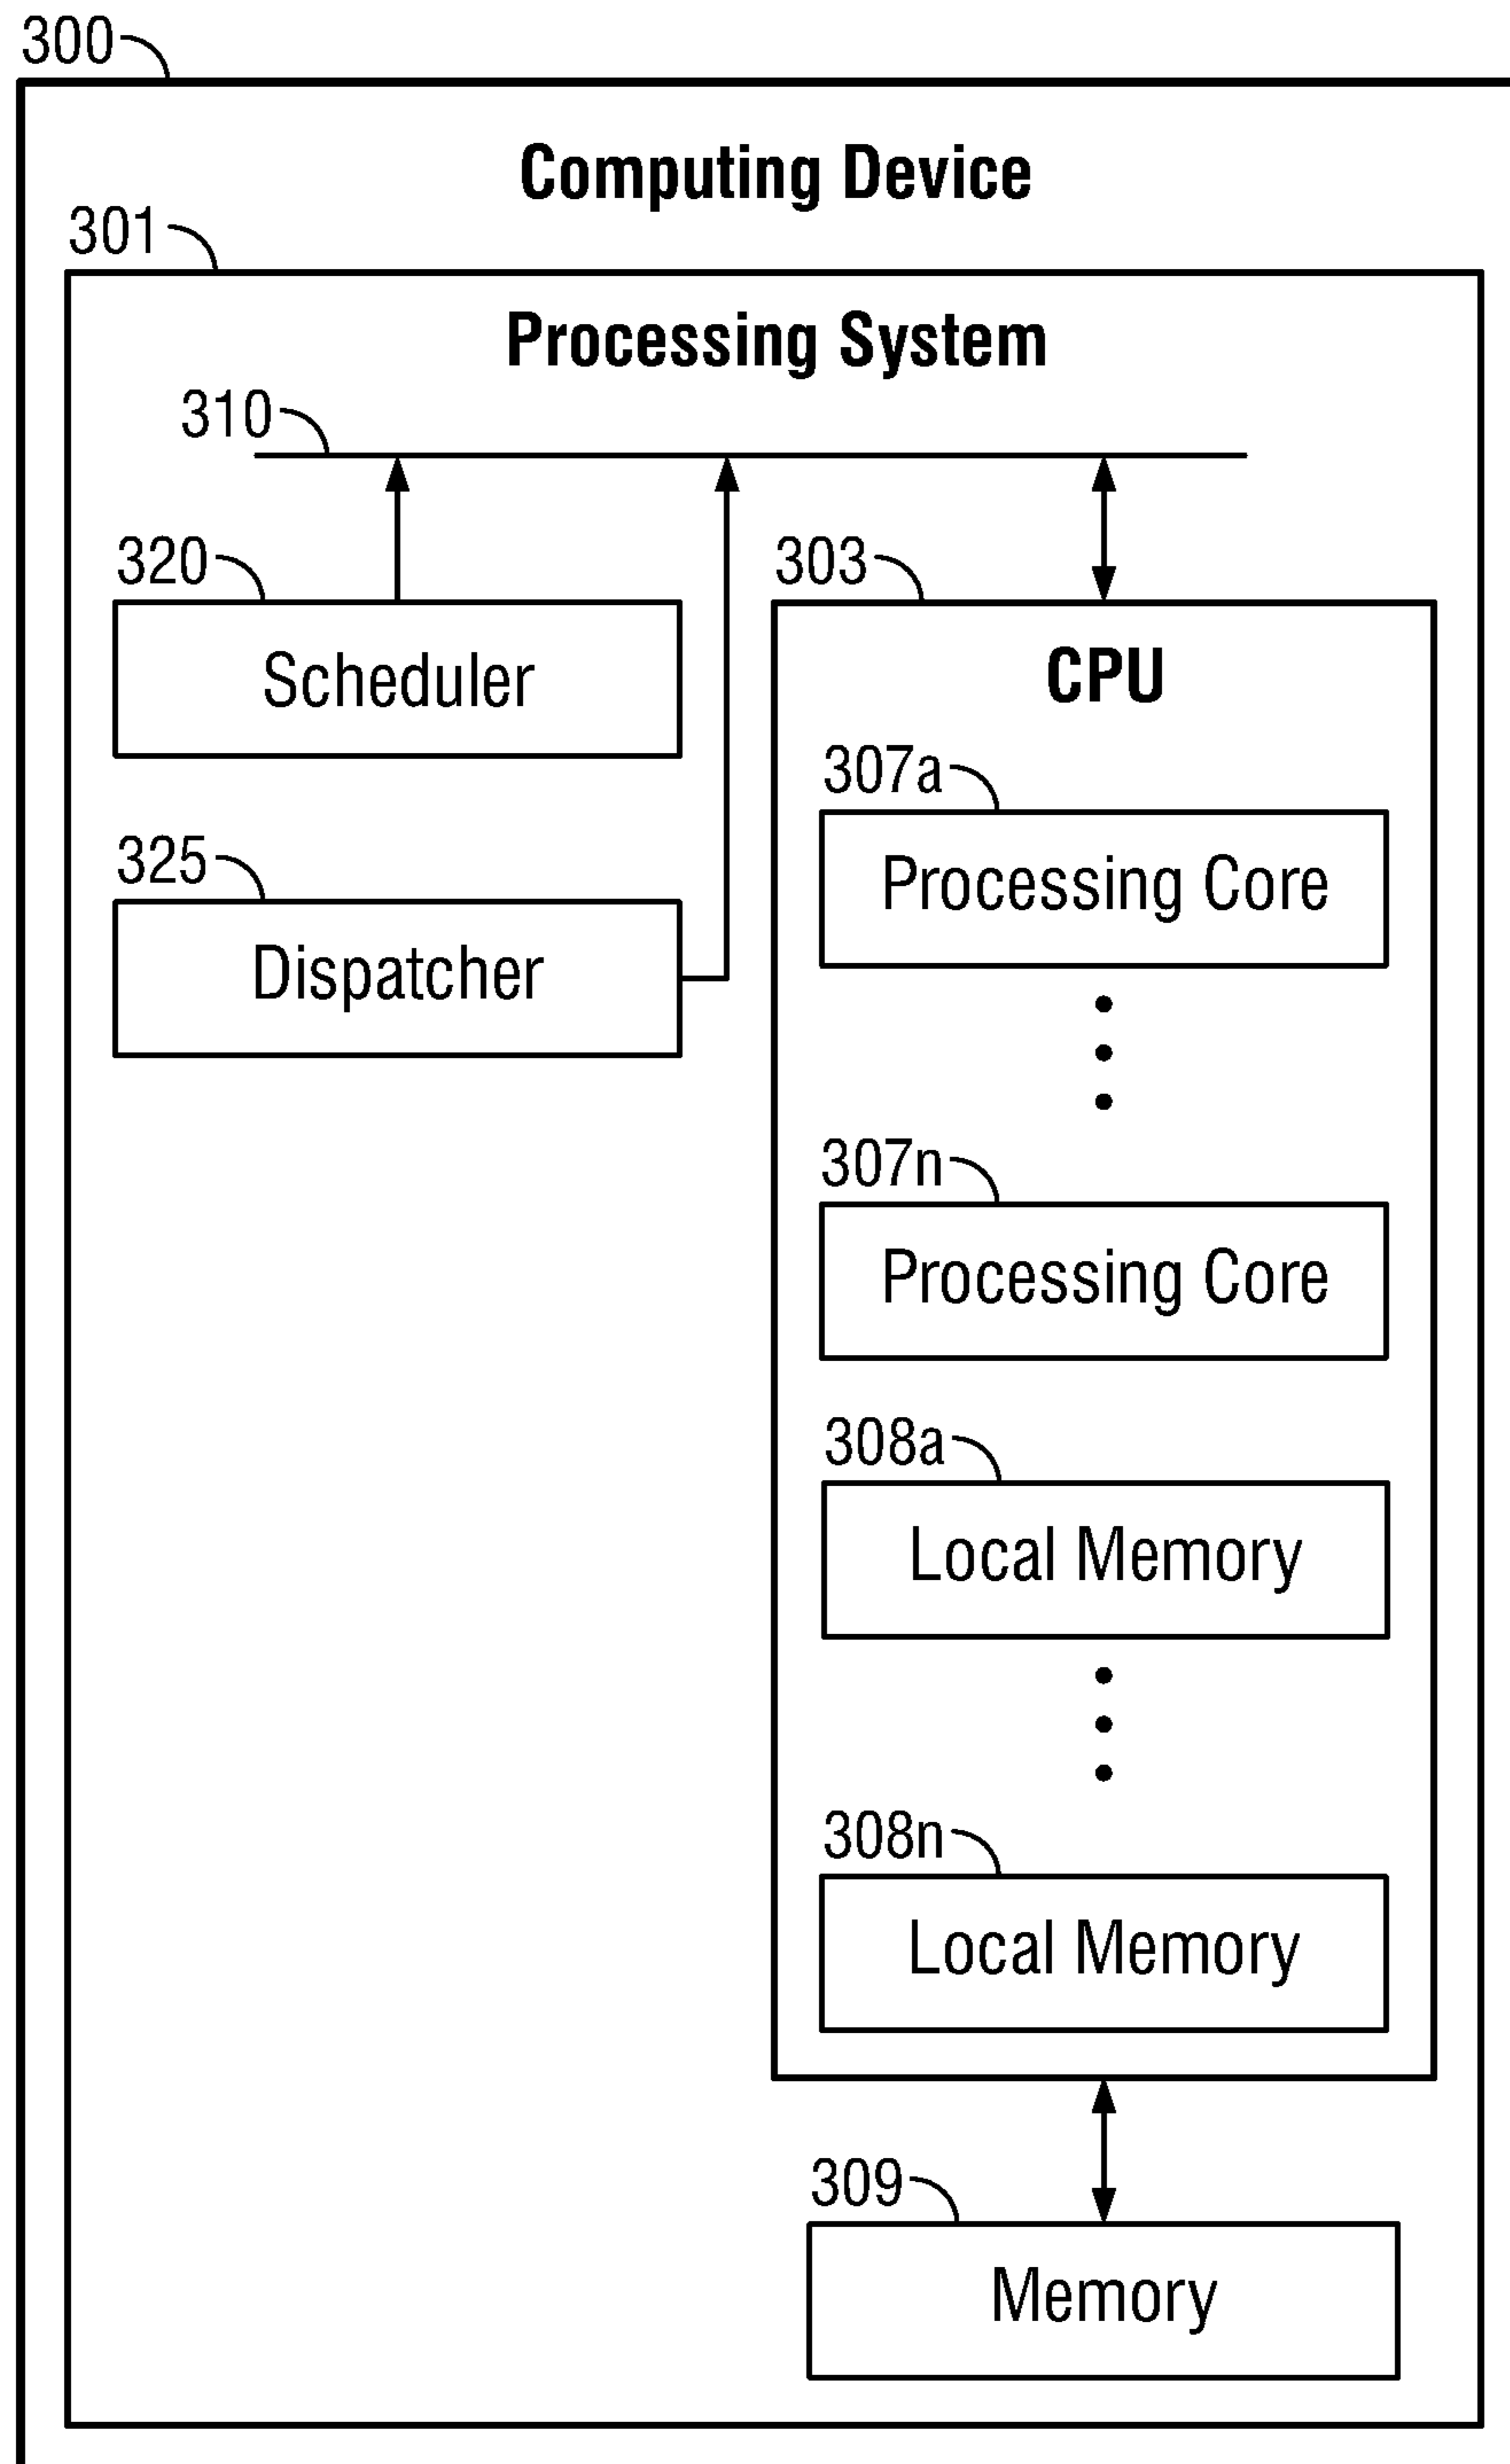 300
Computing Device
301
Processing System
310
320
Scheduler
325
Dispatcher
303
CPU
307a
Processing Core
307n
Processing Core
308a
Local Memory
308n
Local Memory
309
Memory